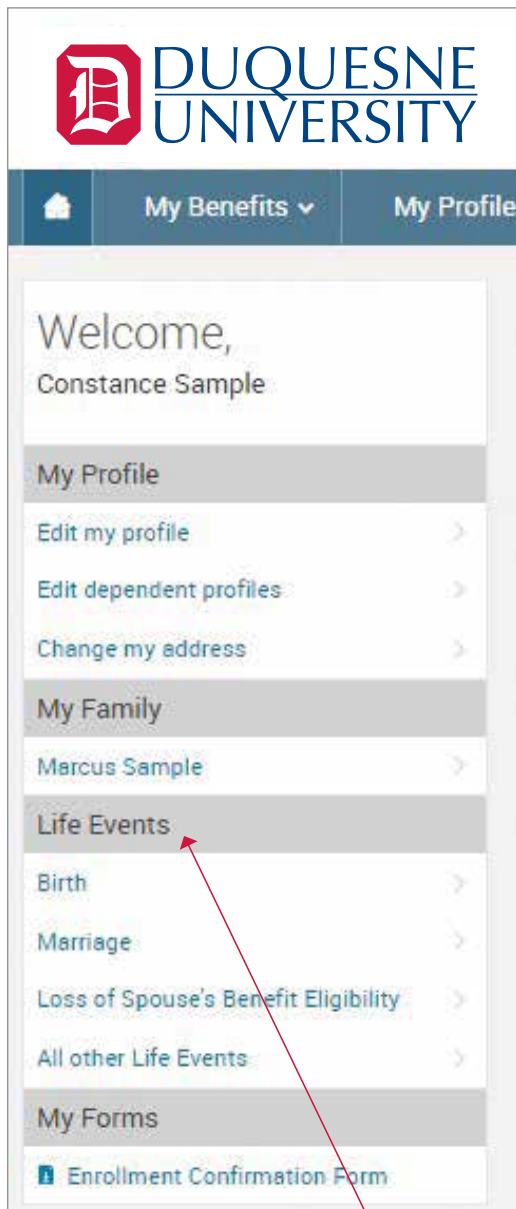 DUQUESNE
UNIVERSITY
My Benefits
My Profile
Welcome,
Constance Sample
My Profile
Edit my profile
Edit dependent profiles
Change my address
My Family
Marcus Sample
Life Events
Birth
Marriage
Loss of Spouse's Benefit Eligibility
All other Life Events
My Forms
Enrollment Confirmation Form